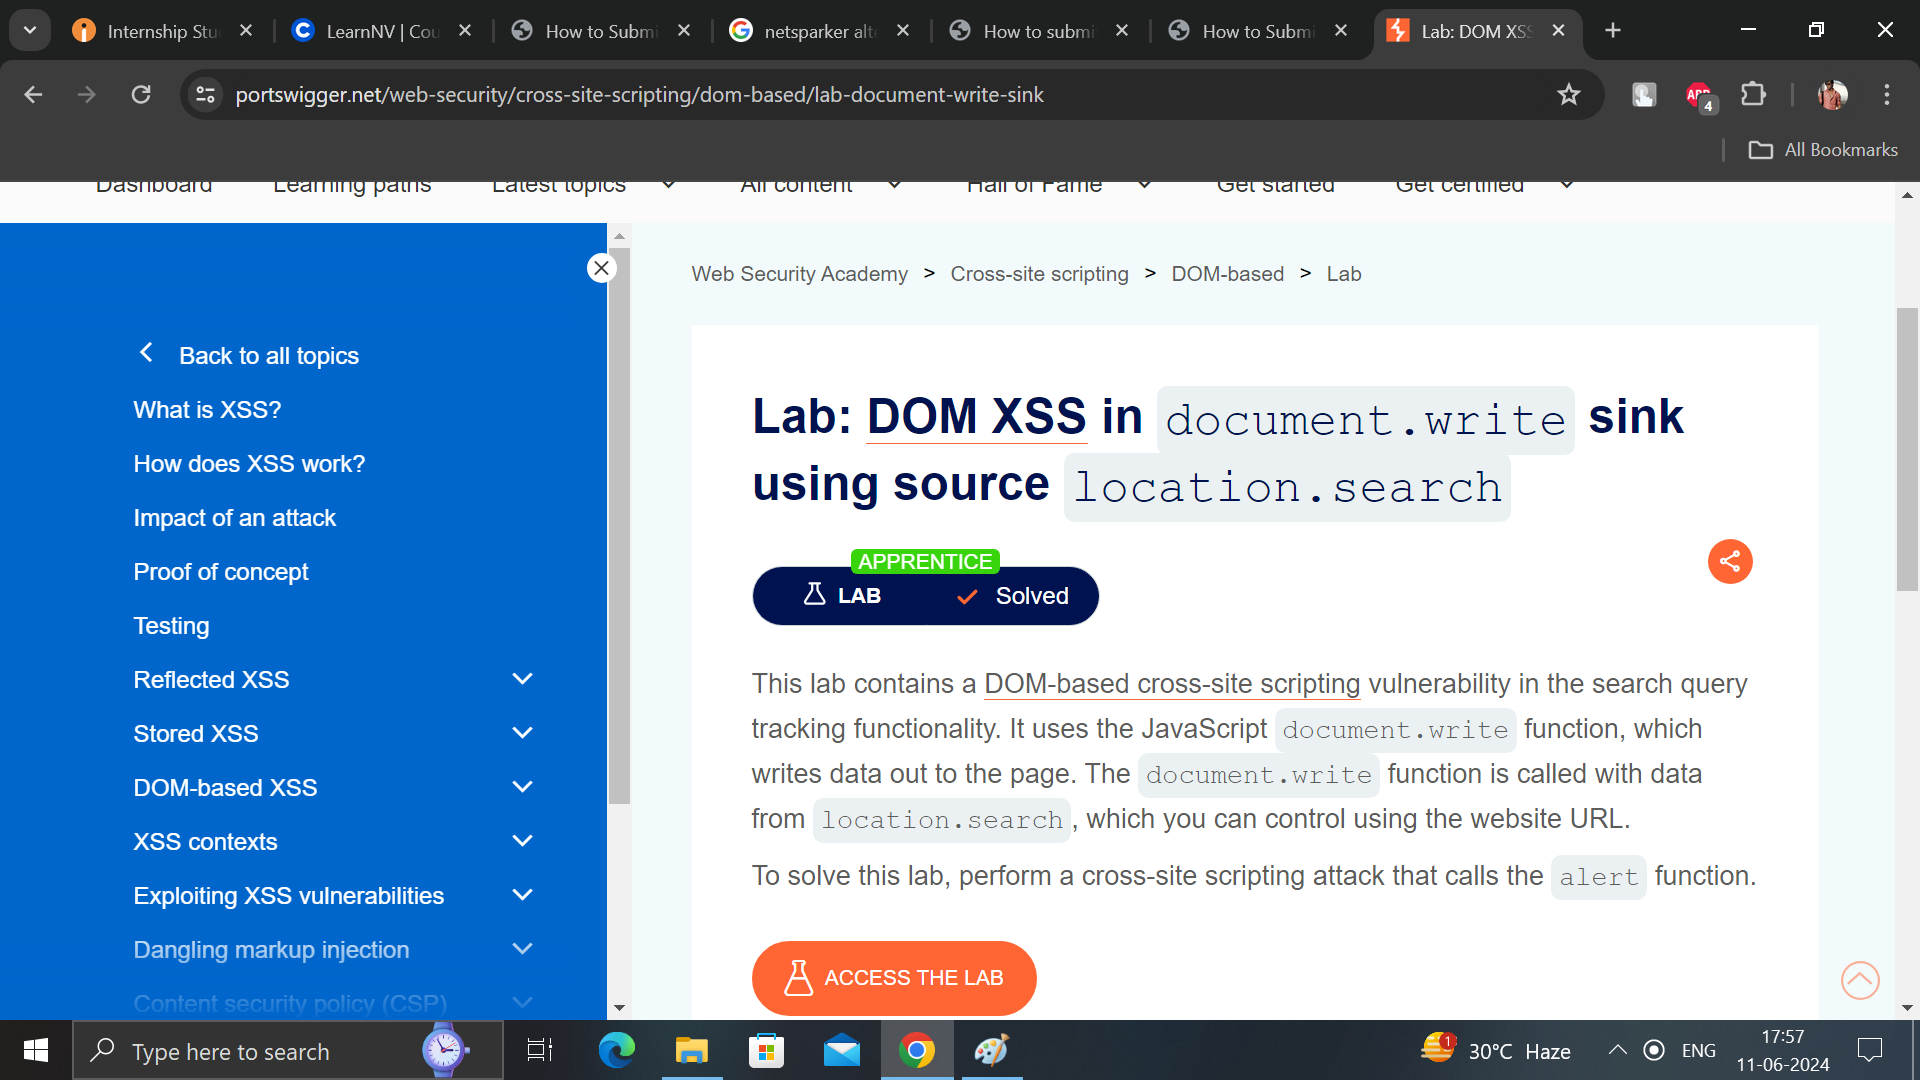 Internship Stu
LearnNV | Cou
How to Submi
netsparker alt
How to submi
How to Submi
Lab: DOM XSS
portswigger.net/web-security/cross-site-scripting/dom-based/lab-document-write-sink
ABP
4
All Bookmarks
Dashboard
Learning paths
Latest topics
All content
Hall of Fame
Get started
Get certified
Back to all topics
What is XSS?
How does XSS work?
Impact of an attack
Proof of concept
Testing
Reflected XSS
Stored XSS
DOM-based XSS
XSS contexts
Exploiting XSS vulnerabilities
Dangling markup injection
Content security policy (CSP)
Web Security Academy > Cross-site scripting > DOM-based > Lab
Lab: DOM XSS in document.write sink
using source location.search
APPRENTICE
LAB Solved
This lab contains a DOM-based cross-site scripting vulnerability in the search query
tracking functionality. It uses the JavaScript document.write function, which
writes data out to the page. The document.write function is called with data
from location.search, which you can control using the website URL.
To solve this lab, perform a cross-site scripting attack that calls the alert function.
ACCESS THE LAB
Type here to search
1
30°C Haze
ENG
17:57
11-06-2024